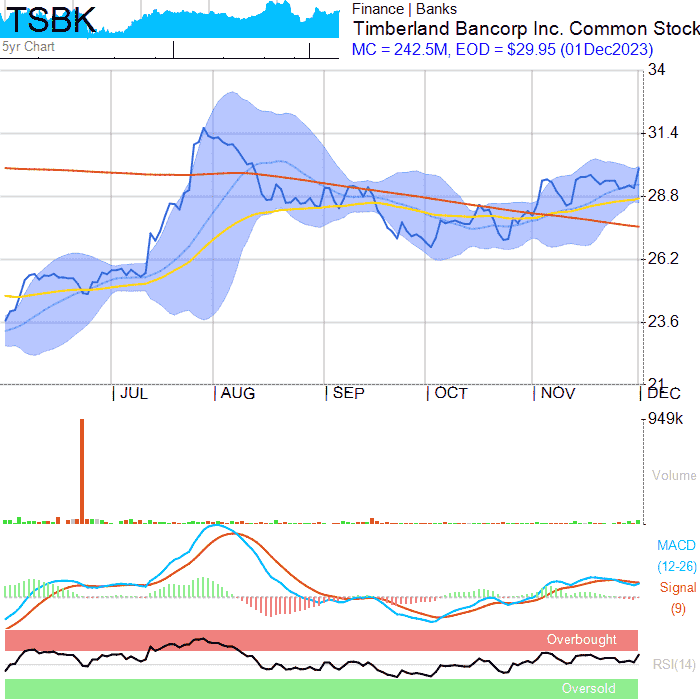 TSBK
5yr Chart
Finance | Banks
Timberland Bancorp Inc. Common Stock
MC = 242.5M, EOD = $29.95 (01Dec2023)
34
31.4
28.8
26.2
23.6
21
JUL AUG SEP OCT NOV DEC
949k
Volume
MACD
(12-26)
Signal
(9)
Overbought
RSI(14)
Oversold